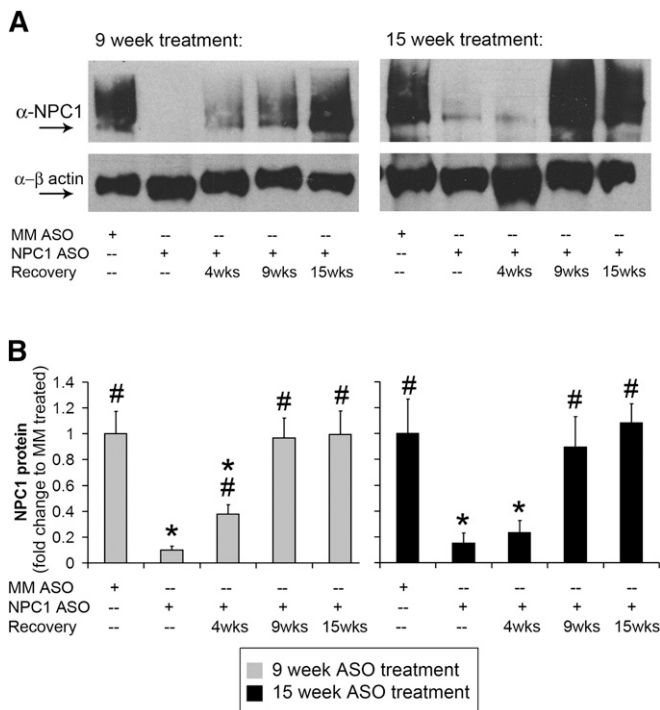 A
9 week treatment:
15 week treatment:
α-NPC1
α-β actin
MM ASO + -- -- -- -- + -- -- -- --
NPC1 ASO -- + + + + -- + + + +
Recovery -- -- 4wks 9wks 15wks -- -- 4wks 9wks 15wks
B
NPC1 protein
(fold change to MM treated)
1.4
1.2
1
0.8
0.6
0.4
0.2
0
# * * # # # # * * # #
MM ASO + -- -- -- -- + -- -- -- --
NPC1 ASO -- + + + + -- + + + +
Recovery -- -- 4wks 9wks 15wks -- -- 4wks 9wks 15wks
9 week ASO treatment
15 week ASO treatment